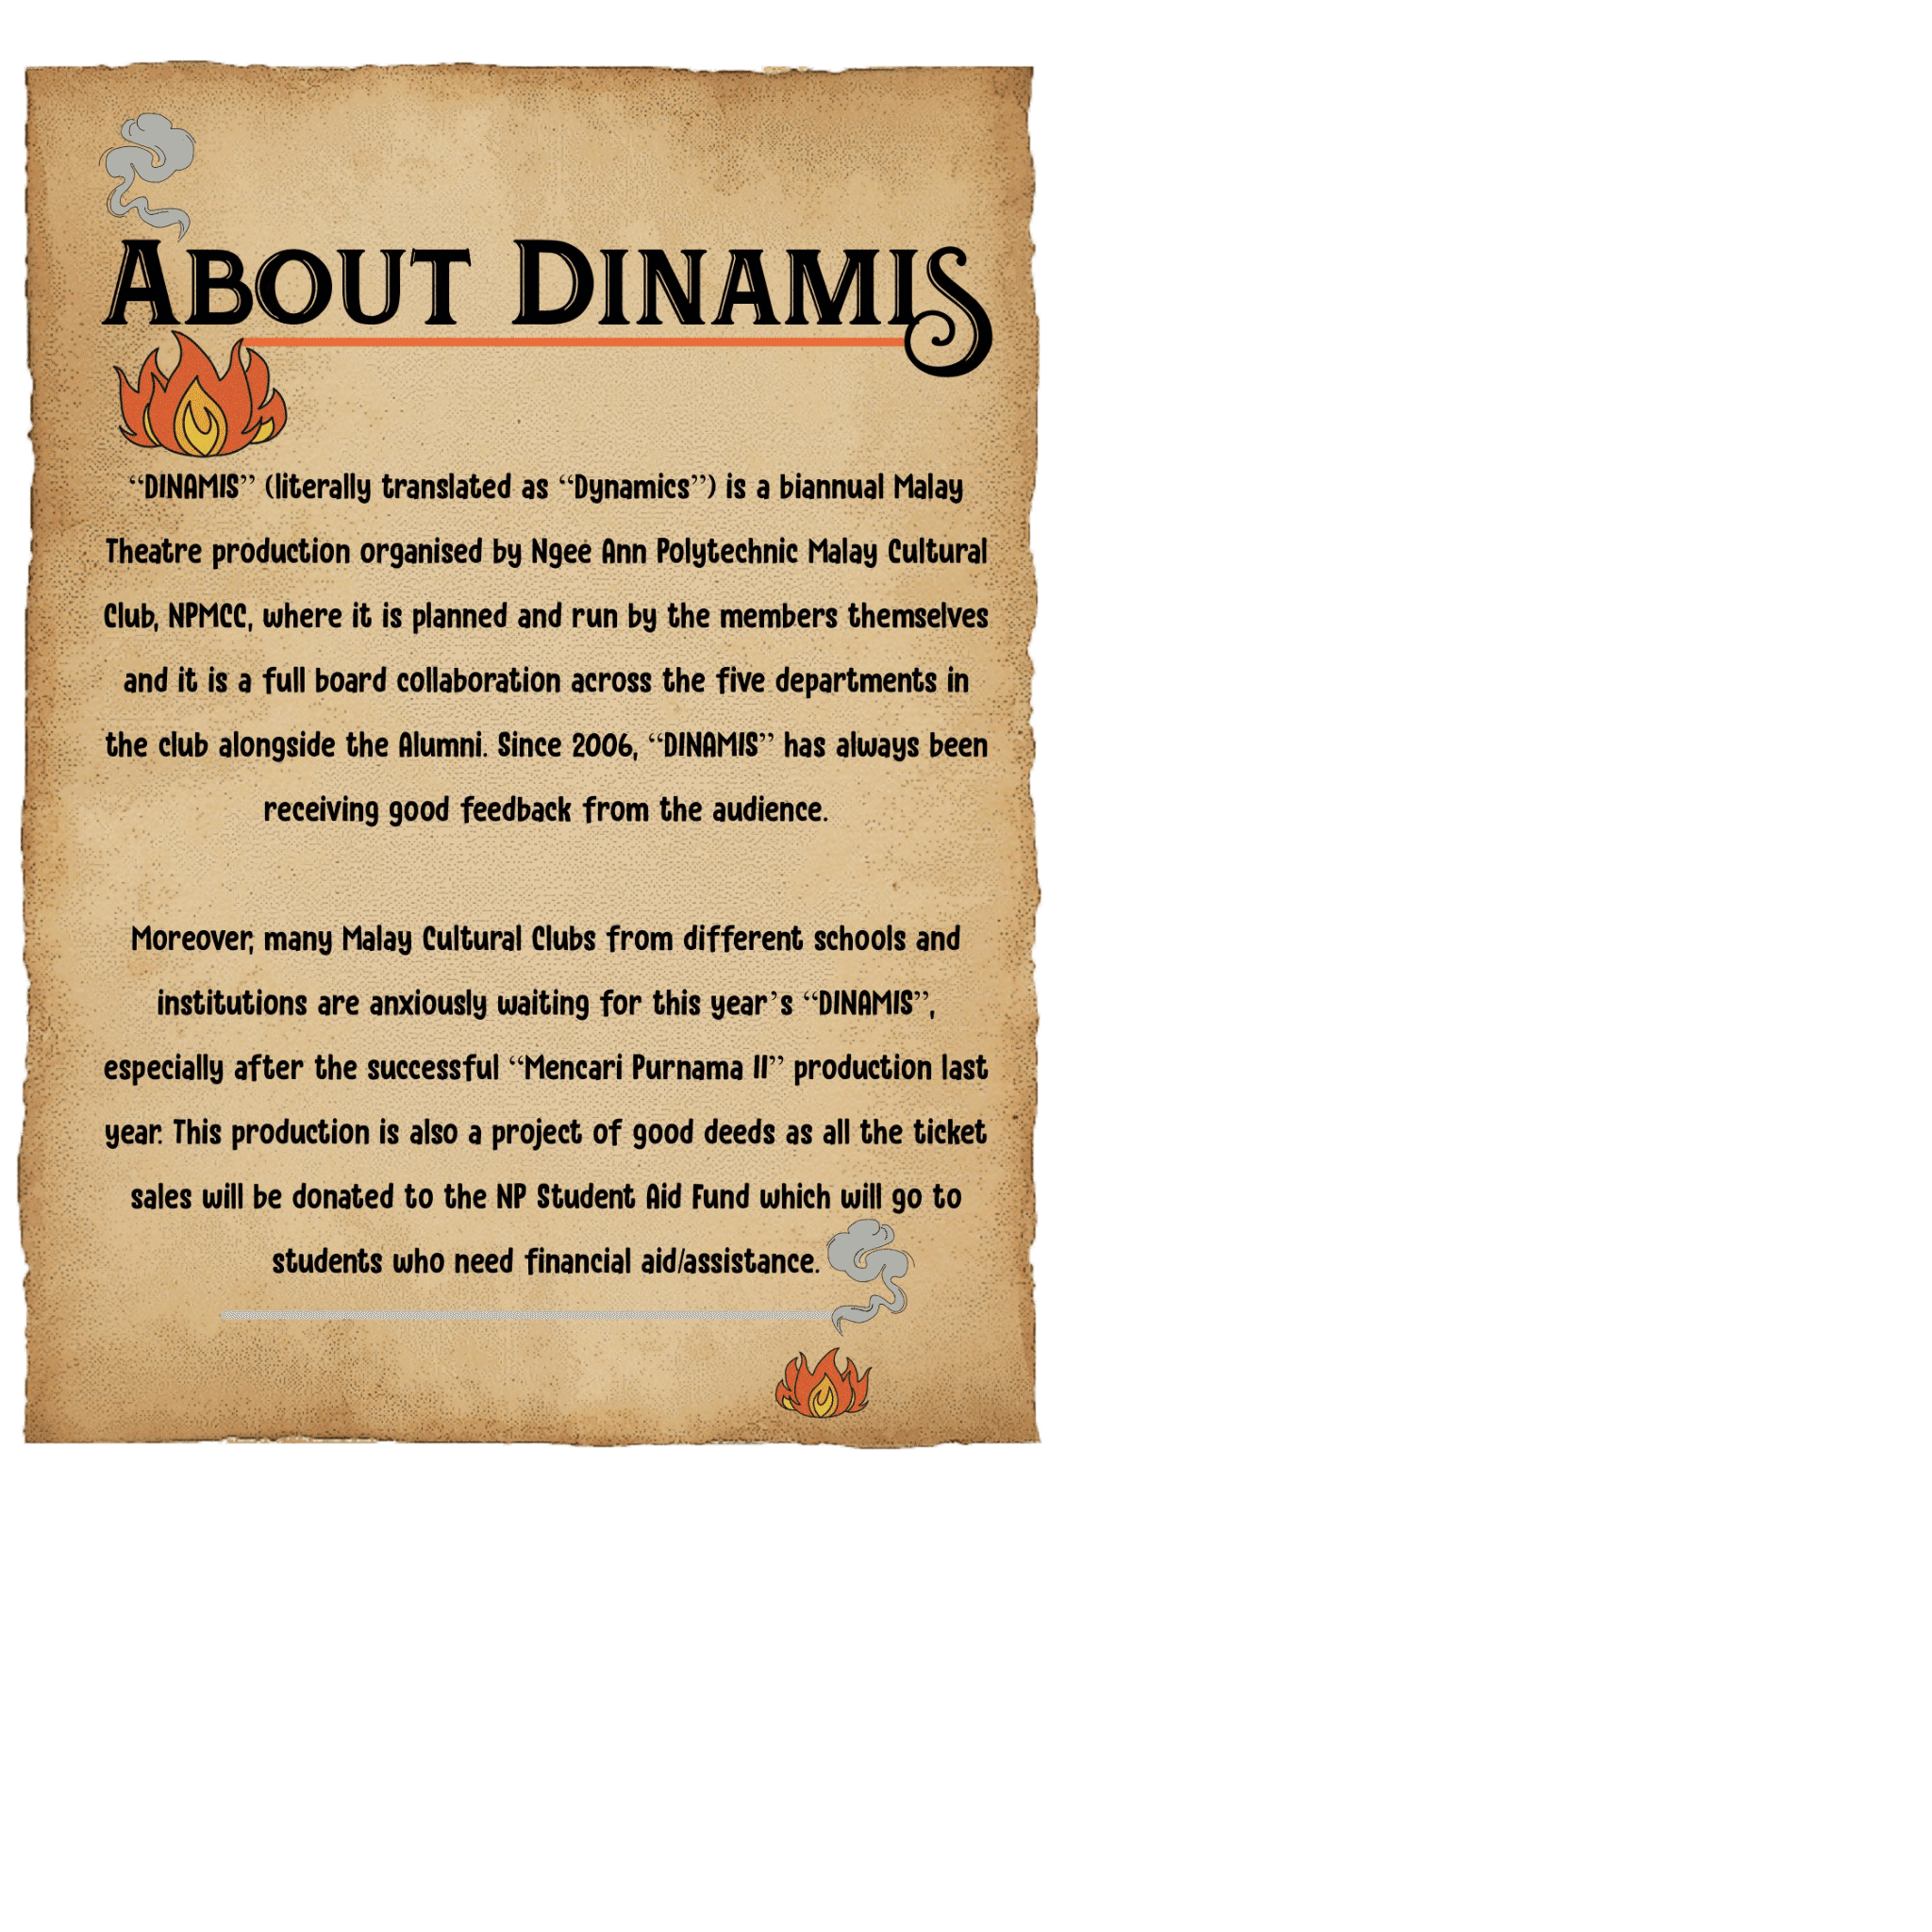 About Dinamis
“DINAMIS” (literally translated as “Dynamics”) is a biannual Malay
Theatre production organised by Ngee Ann Polytechnic Malay Cultural
Club, NPMCC, where it is planned and run by the members themselves
and it is a full board collaboration across the five departments in
the club alongside the Alumni. Since 2006, “DINAMIS” has always been
receiving good feedback from the audience.
Moreover, many Malay Cultural Clubs from different schools and
institutions are anxiously waiting for this year’s “DINAMIS”,
especially after the successful “Mencari Purnama II” production last
year. This production is also a project of good deeds as all the ticket
sales will be donated to the NP Student Aid Fund which will go to
students who need financial aid/assistance.